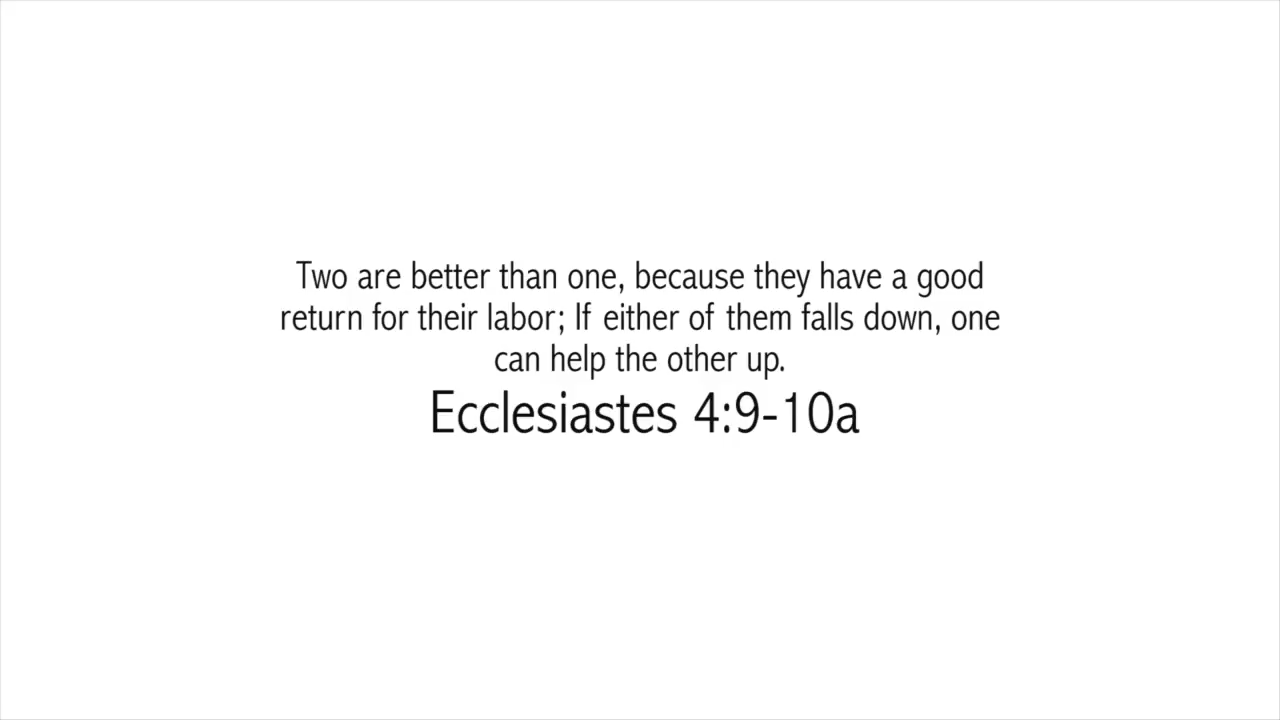 Two are better than one, because they have a good
return for their labor; If either of them falls down, one
can help the other up.
Ecclesiastes 4:9-10a